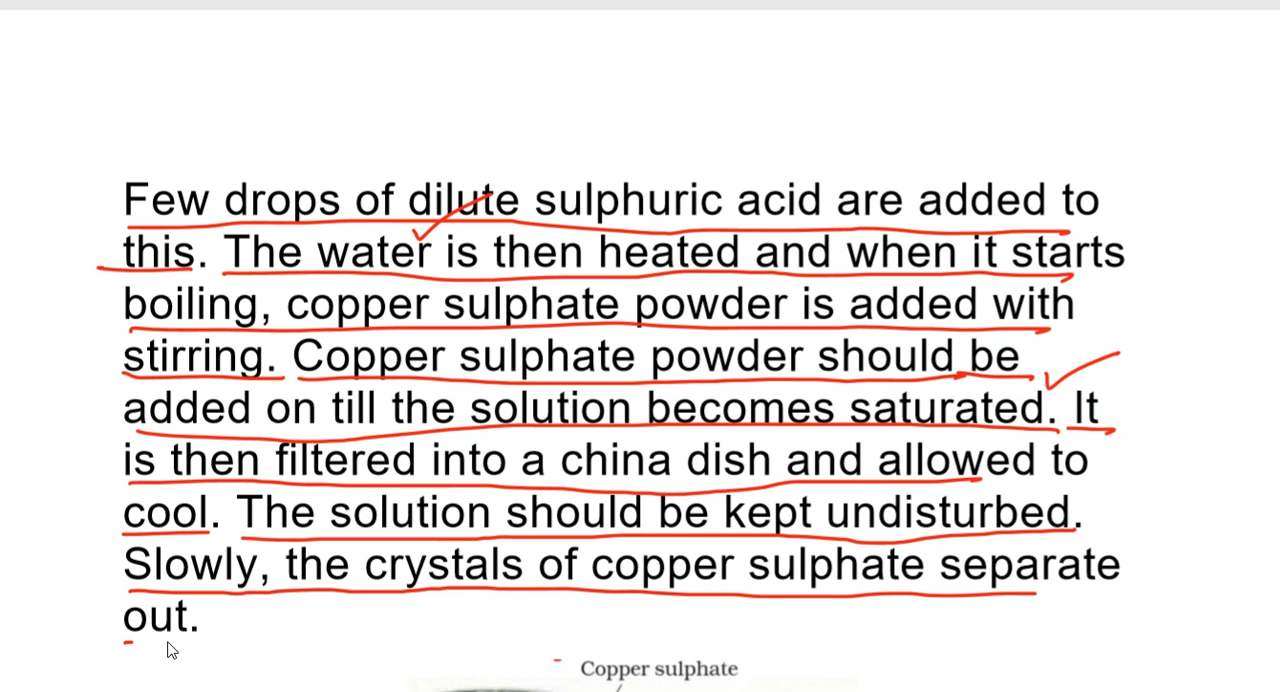 Few drops of dilute sulphuric acid are added to
this. The water is then heated and when it starts
boiling, copper sulphate powder is added with
stirring. Copper sulphate powder should be
added on till the solution becomes saturated. It
is then filtered into a china dish and allowed to
cool. The solution should be kept undisturbed.
Slowly, the crystals of copper sulphate separate
out.
Copper sulphate